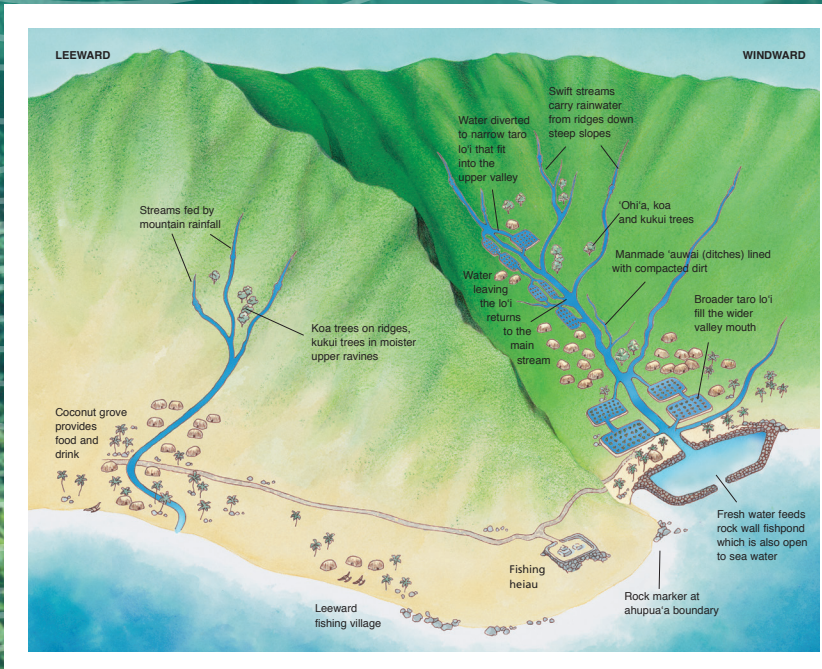 LEEWARD
WINDWARD
Swift streams
carry rainwater
from ridges down
steep slopes
Water diverted
to narrow taro
lo‘i that fit
into the
upper valley
Streams fed by
mountain rainfall
‘Ohi‘a, koa
and kukui trees
Manmade ‘auwai (ditches) lined
with compacted dirt
Water
leaving
the lo‘i
returns
to the
main
stream
Broader taro lo‘i
fill the wider
valley mouth
Koa trees on ridges,
kukui trees in moister
upper ravines
Coconut grove
provides
food and
drink
Fresh water feeds
rock wall fishpond
which is also open
to sea water
Fishing
heiau
Rock marker at
ahupua‘a boundary
Leeward
fishing village